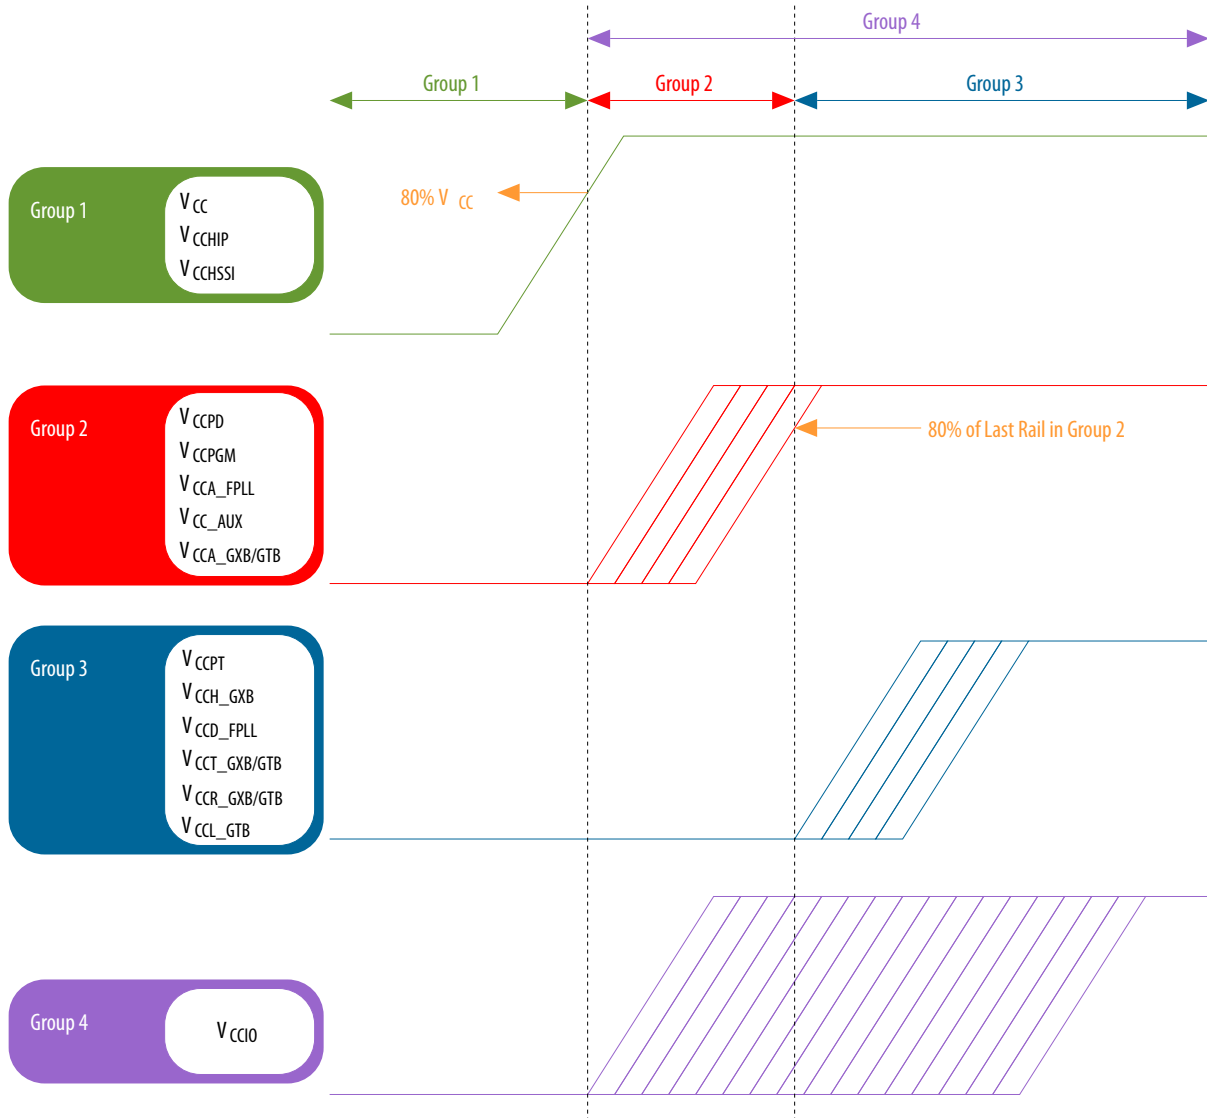 Group 4
Group 1
Group 2
Group 3
Group 1
V CC
V CCHIP
V CCHSSI
80% V CC
Group 2
V CCPD
V CCPGM
V CCA_FPLL
V CC_AUX
V CCA_GXB/GTB
80% of Last Rail in Group 2
Group 3
V CCPT
V CCH_GXB
V CCD_FPLL
V CCT_GXB/GTB
V CCR_GXB/GTB
V CCL_GTB
Group 4
V CCIO